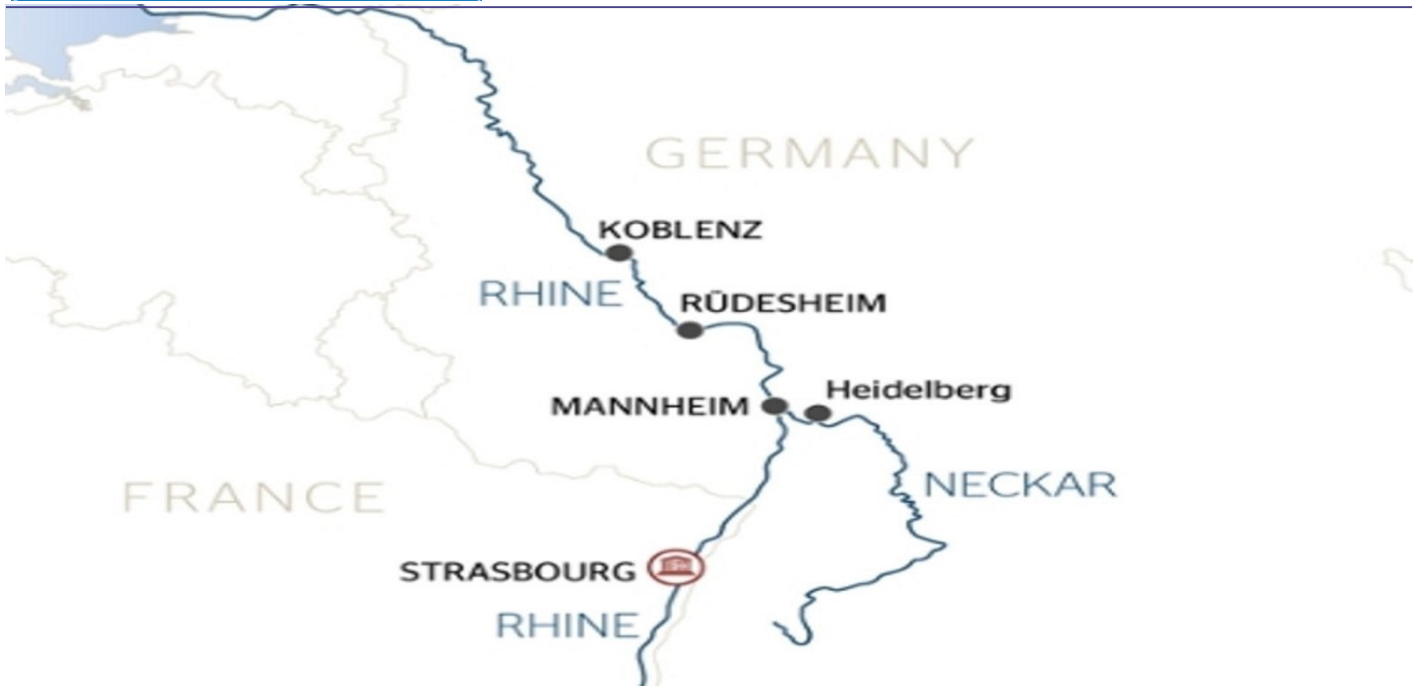 GERMANY
KOBLENZ
RHINE
RÜDESHEIM
MANNHEIM
Heidelberg
NECKAR
FRANCE
STRASBOURG
RHINE